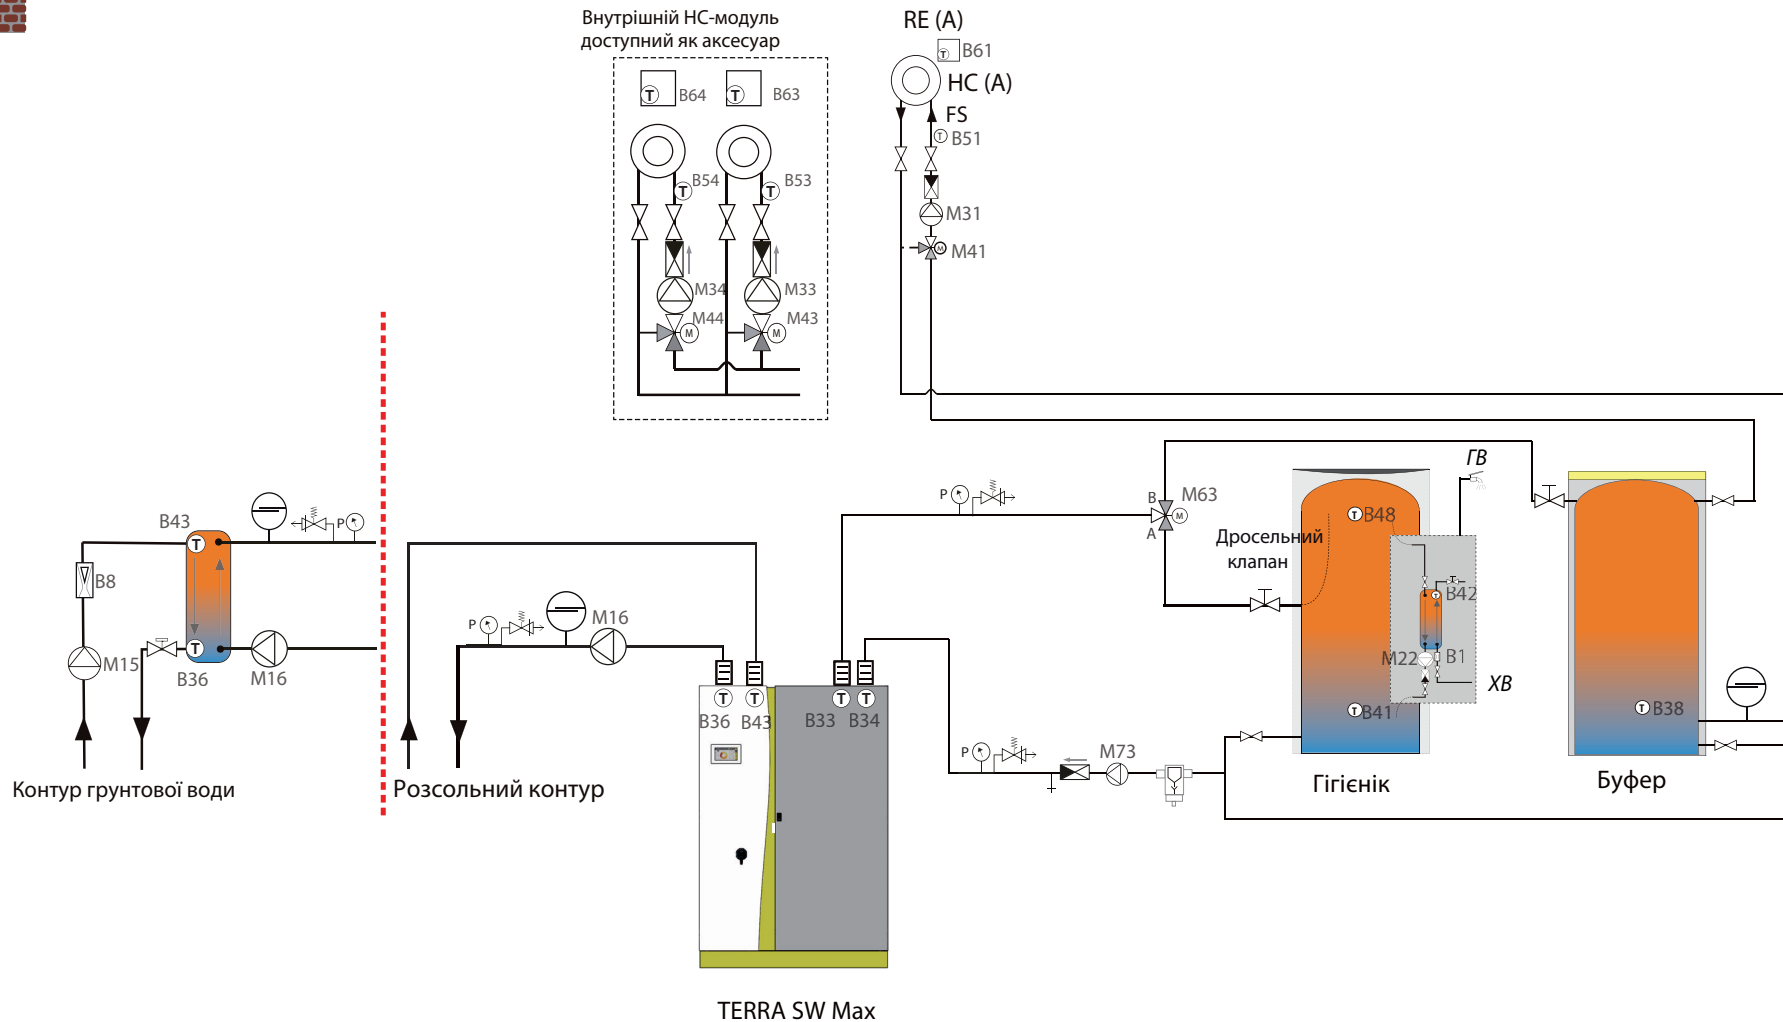 Внутрішній НС-модуль
доступний як аксесуар
RE (A)
T B61
HC (A)
FS
T B51
T B64
T B63
T B54
T B53
M31
M M41
M34
M33
M44
M
M43
M
B43
T
P
B8
M15
T
B36
M16
Контур грунтової води
P
M16
Розсольний контур
T
B36
T
B43
T
B33
T
B34
TERRA SW Max
P
B
M63
M
A
Дросельний
клапан
ГВ
T B48
T
B42
M22
B1
ХВ
T B41
P
M73
Гігієнік
T B38
Буфер